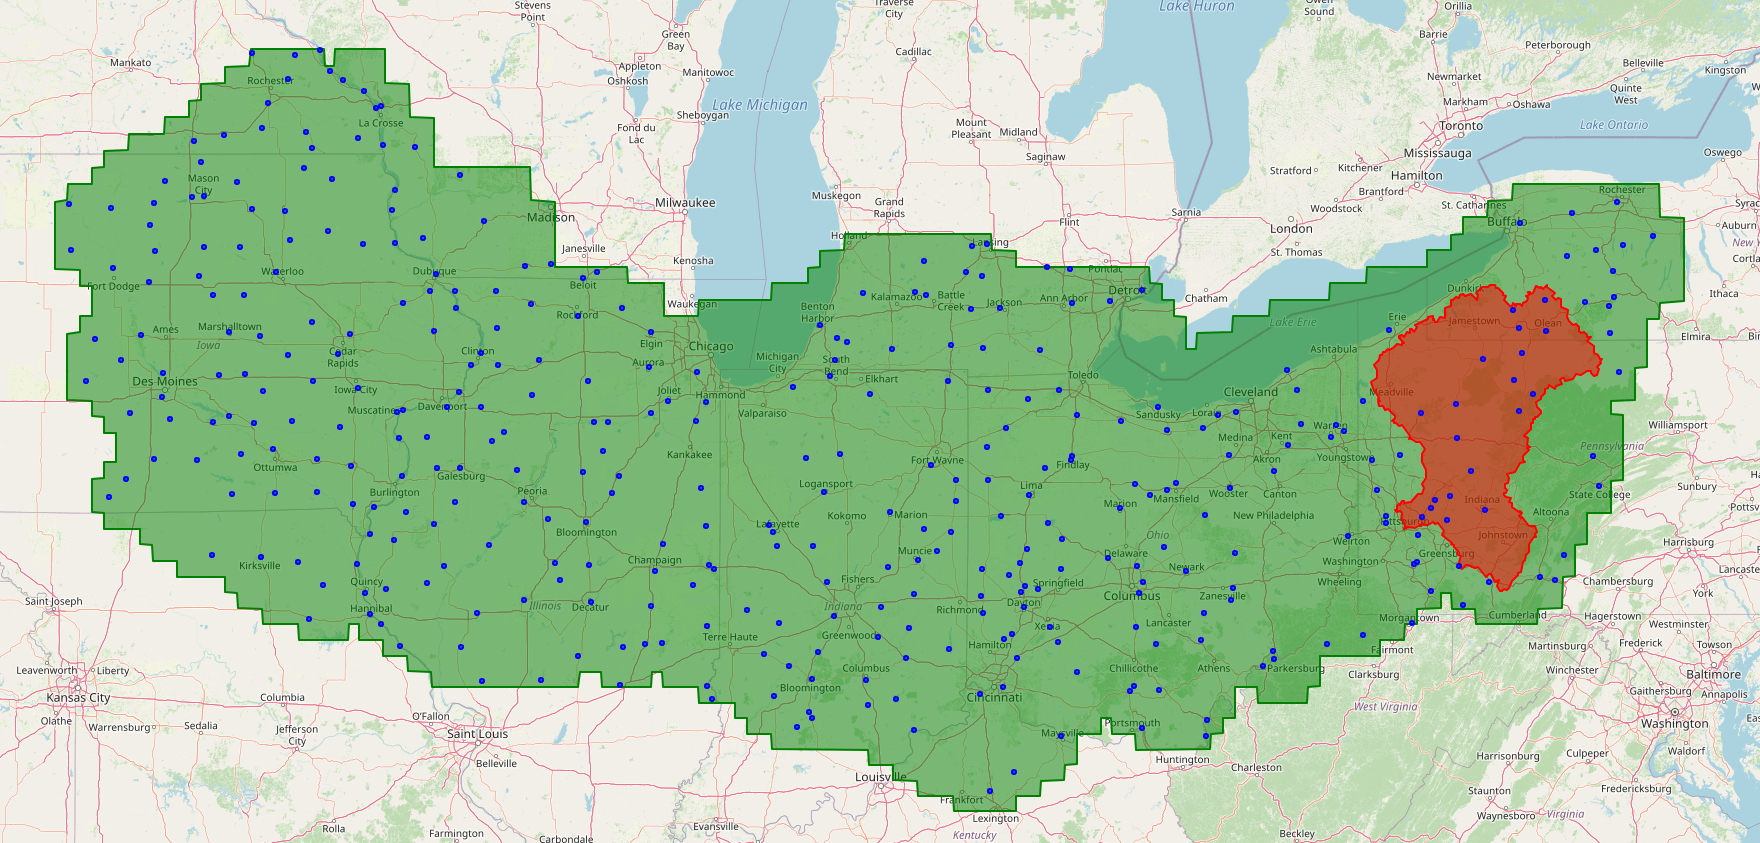 Lake Huron
Traverse
City
Stevens
Point
Owen
Sound
Orillia
Barrie
Green
Bay
Cadillac
Peterborough
Mankato
Appleton
Oshkosh
Manitowoc
Belleville
Kingston
Newmarket
Quinte
West
Rochester
Lake Michigan
Sheboygan
Markham
Oshawa
La Crosse
Fond du
Lac
Mount
Pleasant
Midland
Toronto
Lake Ontario
Saginaw
Mississauga
Oswego
Stratford
Kitchener
Hamilton
Mason
City
Muskegon
Brantford
Rochester
Milwaukee
Grand
Rapids
Woodstock
St. Catharines
Madison
Sarnia
Flint
Buffalo
Auburn
London
Holland
Lansing
New
Janesville
St. Thomas
Kenosha
Waterloo
Dubuque
Pontiac
Fort Dodge
Beloit
Detroit
Dunkirk
Ithaca
Waukegan
Benton
Harbor
Kalamazoo
Battle
Creek
Jackson
Ann Arbor
Chatham
Rockford
Erie
Jamestown
Olean
Ames
Marshalltown
Lake Erie
Elmira
Iowa
Elgin
Chicago
Cedar
Rapids
Clinton
Michigan
City
South
Bend
Ashtabula
Aurora
Des Moines
Elkhart
Toledo
Iowa City
Joliet
Hammond
Cleveland
Meadville
Muscatine
Davenport
Valparaiso
Sandusky
Lorain
Warren
Williamsport
Medina
Kent
Pennsylvania
Kankakee
Youngstown
Ottumwa
Fort Wayne
Findlay
Akron
Galesburg
Logansport
Lima
Sunbury
Burlington
Peoria
Marion
Mansfield
Wooster
Canton
State College
Indiana
Kokomo
Marion
New Philadelphia
Altoona
Lafayette
Pittsburgh
Bloomington
Ohio
Weirton
Johnstown
Harrisburg
Muncie
Delaware
Greensburg
Kirksville
Champaign
Newark
Washington
Quincy
Fishers
Springfield
Wheeling
Chambersburg
York
Saint Joseph
Hannibal
Illinois
Decatur
Indiana
Richmond
Dayton
Columbus
Zanesville
Cumberland
Hagerstown
Morgantown
Terre Haute
Greenwood
Xenia
Lancaster
Hamilton
Fairmont
Martinsburg
Frederick
Towson
Leavenworth
Liberty
Columbus
Chillicothe
Athens
Parkersburg
Clarksburg
Winchester
Baltimore
Kansas City
Columbia
Bloomington
Cincinnati
Gaithersburg
Annapolis
West Virginia
Olathe
Warrensburg
Sedalia
Jefferson
City
O'Fallon
Saint Louis
Portsmouth
Washington
Maysville
Belleville
Huntington
Harrisonburg
Culpeper
Waldorf
Louisville
Charleston
Frankfort
Staunton
Fredericksburg
Rolla
Farmington
Carbondale
Evansville
Lexington
Kentucky
Beckley
Waynesboro
Virginia